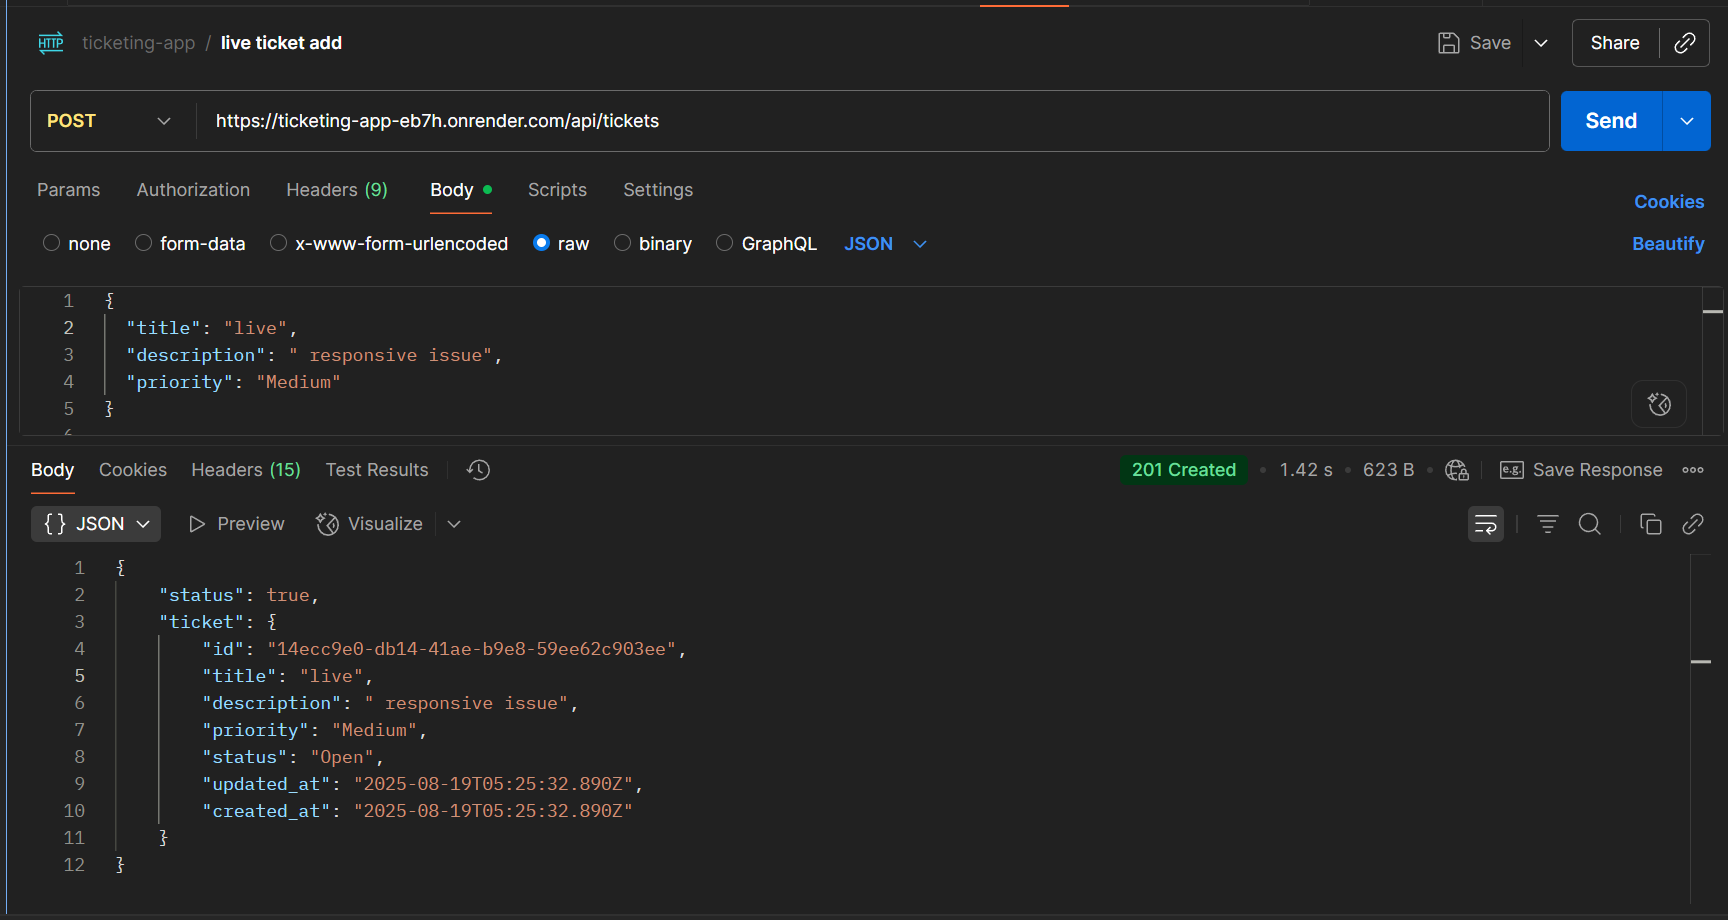 HTTP ticketing-app / live ticket add Save Share
POST https://ticketing-app-eb7h.onrender.com/api/tickets Send
Params Authorization Headers (9) Body Scripts Settings Cookies
none form-data x-www-form-urlencoded raw binary GraphQL JSON Beautify
1 {
2 "title": "live",
3 "description": " responsive issue",
4 "priority": "Medium"
5 }
6
Body Cookies Headers (15) Test Results 201 Created • 1.42 s • 623 B • e.g. Save Response
{} JSON Preview Visualize
1 {
2 "status": true,
3 "ticket": {
4 "id": "14ecc9e0-db14-41ae-b9e8-59ee62c903ee",
5 "title": "live",
6 "description": " responsive issue",
7 "priority": "Medium",
8 "status": "Open",
9 "updated_at": "2025-08-19T05:25:32.890Z",
10 "created_at": "2025-08-19T05:25:32.890Z"
11 }
12 }